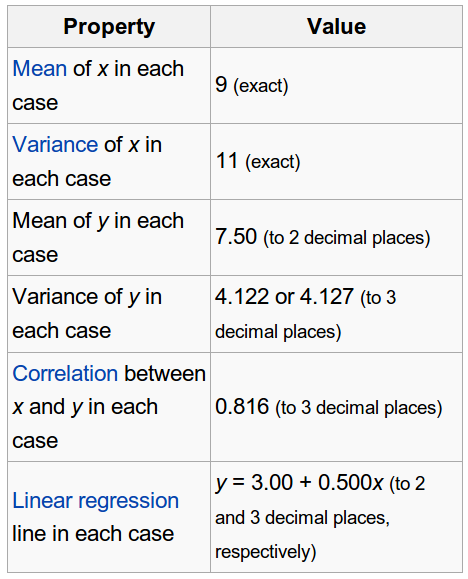 Property Value
Mean of x in each
case
9 (exact)
Variance of x in
each case
11 (exact)
Mean of y in each
case
7.50 (to 2 decimal places)
Variance of y in
each case
4.122 or 4.127 (to 3
decimal places)
Correlation between
x and y in each
case
0.816 (to 3 decimal places)
Linear regression
line in each case
y = 3.00 + 0.500x (to 2
and 3 decimal places,
respectively)